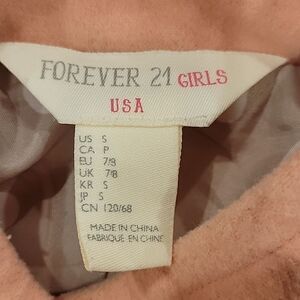 FOREVER 21 GIRLS
USA
US S
CA P
EU 7/8
UK 7/8
KR S
JP S
CN 120/68
MADE IN CHINA
FABRIQUE EN CHINE